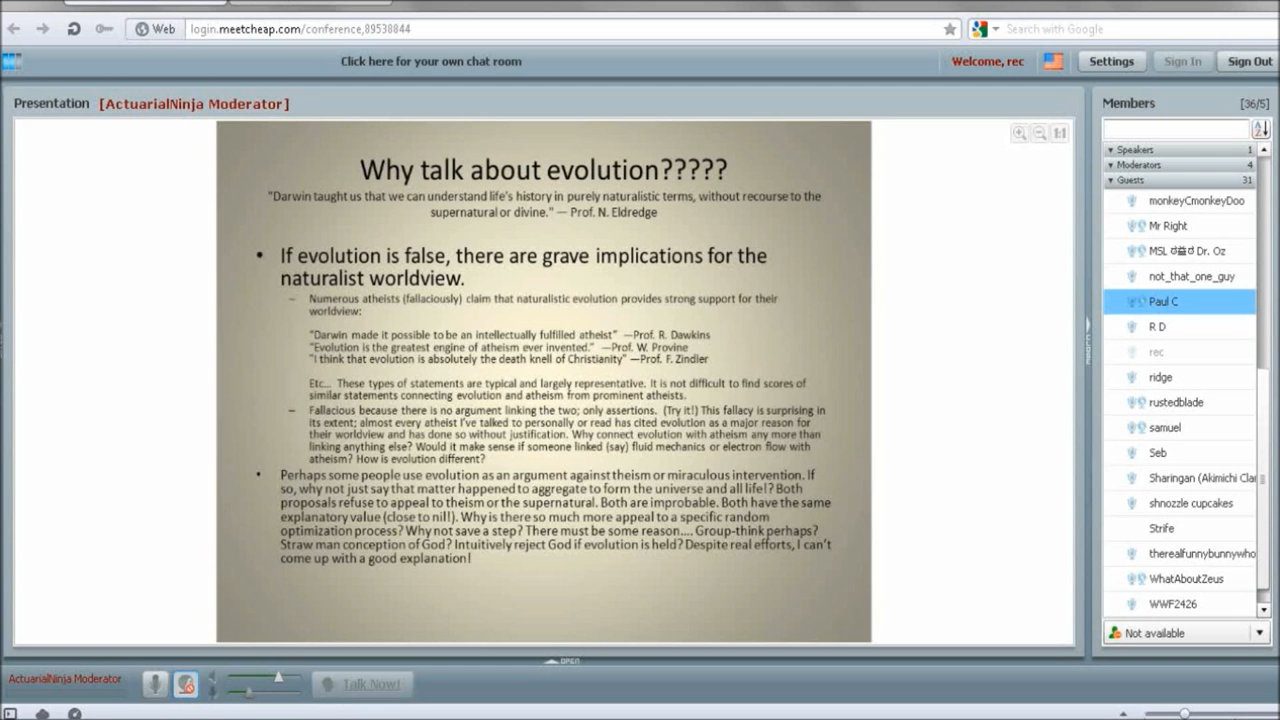 Web
login.meetcheap.com/conference,89538844
Search with Google
Click here for your own chat room
Welcome, rec
Settings
Sign In
Sign Out
Presentation [ActuarialNinja Moderator]
Why talk about evolution?????
"Darwin taught us that we can understand life's history in purely naturalistic terms, without recourse to the
supernatural or divine." — Prof. N. Eldredge
• If evolution is false, there are grave implications for the
naturalist worldview.
– Numerous atheists (fallaciously) claim that naturalistic evolution provides strong support for their
worldview:
"Darwin made it possible to be an intellectually fulfilled atheist" —Prof. R. Dawkins
"Evolution is the greatest engine of atheism ever invented." —Prof. W. Provine
"I think that evolution is absolutely the death knell of Christianity" —Prof. F. Zindler
Etc... These types of statements are typical and largely representative. It is not difficult to find scores of
similar statements connecting evolution and atheism from prominent atheists.
– Fallacious because there is no argument linking the two; only assertions. (Try it!) This fallacy is surprising in
its extent; almost every atheist I've talked to personally or read has cited evolution as a major reason for
their worldview and has done so without justification. Why connect evolution with atheism any more than
linking anything else? Would it make sense if someone linked (say) fluid mechanics or electron flow with
atheism? How is evolution different?
• Perhaps some people use evolution as an argument against theism or miraculous intervention. If
so, why not just say that matter happened to aggregate to form the universe and all life!? Both
proposals refuse to appeal to theism or the supernatural. Both are improbable. Both have the same
explanatory value (close to nil!). Why is there so much more appeal to a specific random
optimization process? Why not save a step? There must be some reason.... Group-think perhaps?
Straw man conception of God? Intuitively reject God if evolution is held? Despite real efforts, I can't
come up with a good explanation!
1:1
Members [36/5]
Speakers 1
Moderators 4
Guests 31
monkeyCmonkeyDoo
Mr Right
MSL ಠ益ಠ Dr. Oz
not_that_one_guy
Paul C
R D
rec
ridge
rustedblade
samuel
Seb
Sharingan (Akimichi Clar
shnozzle cupcakes
Strife
therealfunnybunnywho
WhatAboutZeus
WWF2426
Not available
OPEN
ActuarialNinja Moderator
Talk Now!